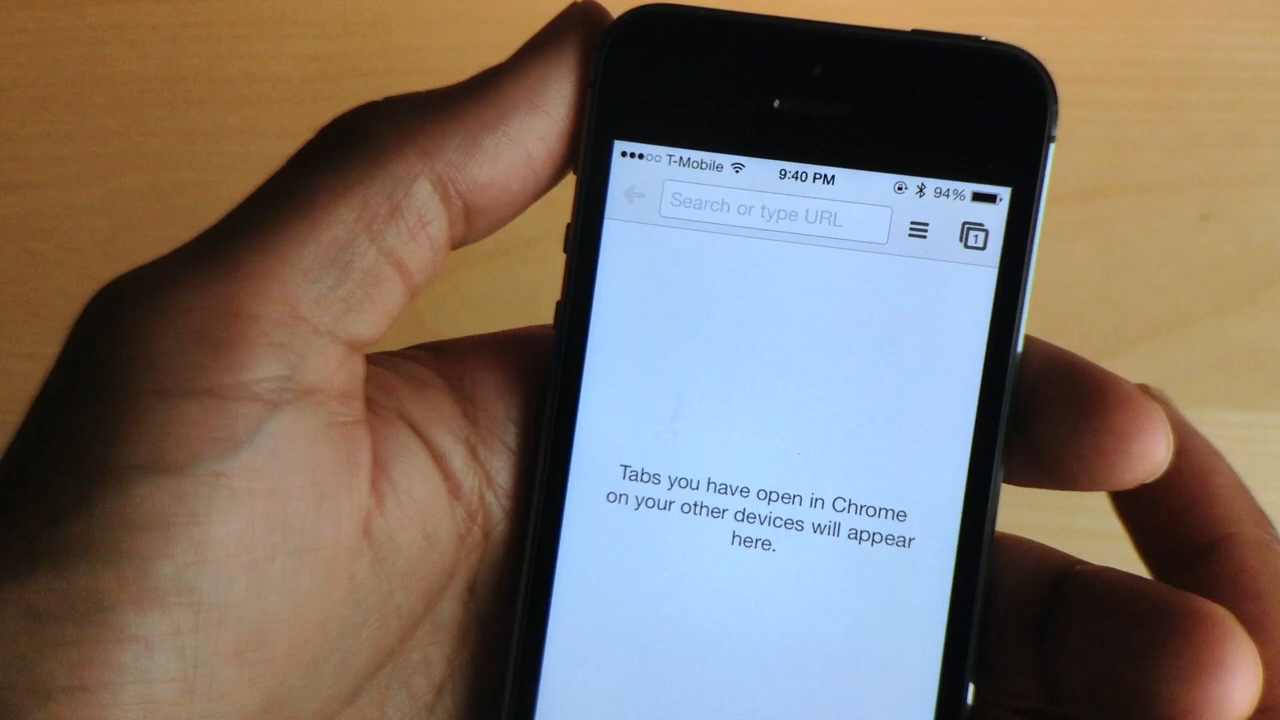 T-Mobile 9:40 PM 94%
Search or type URL 1
Tabs you have open in Chrome
on your other devices will appear
here.